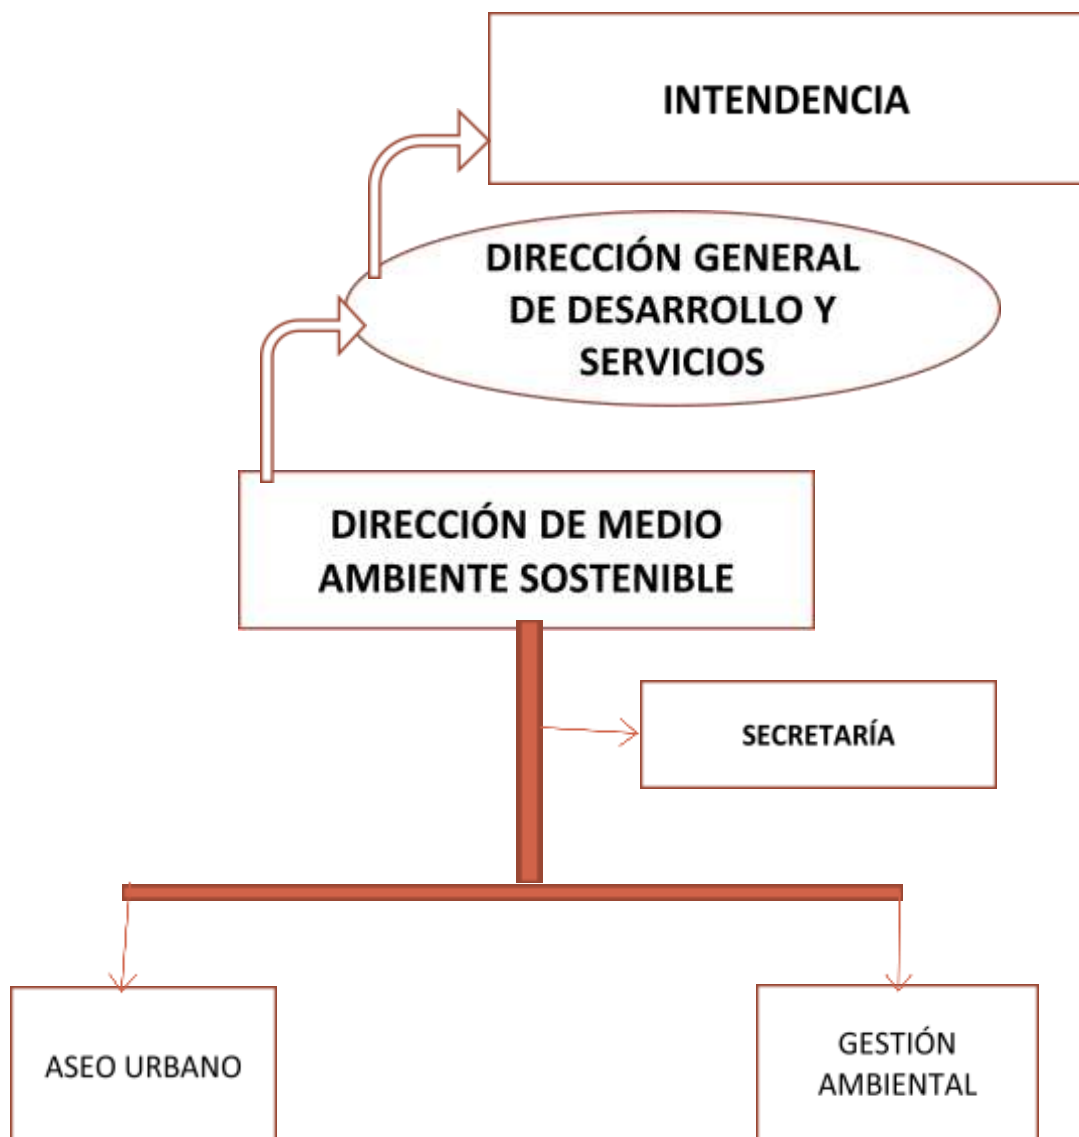 INTENDENCIA
DIRECCIÓN GENERAL
DE DESARROLLO Y
SERVICIOS
DIRECCIÓN DE MEDIO
AMBIENTE SOSTENIBLE
SECRETARÍA
ASEO URBANO
GESTIÓN
AMBIENTAL